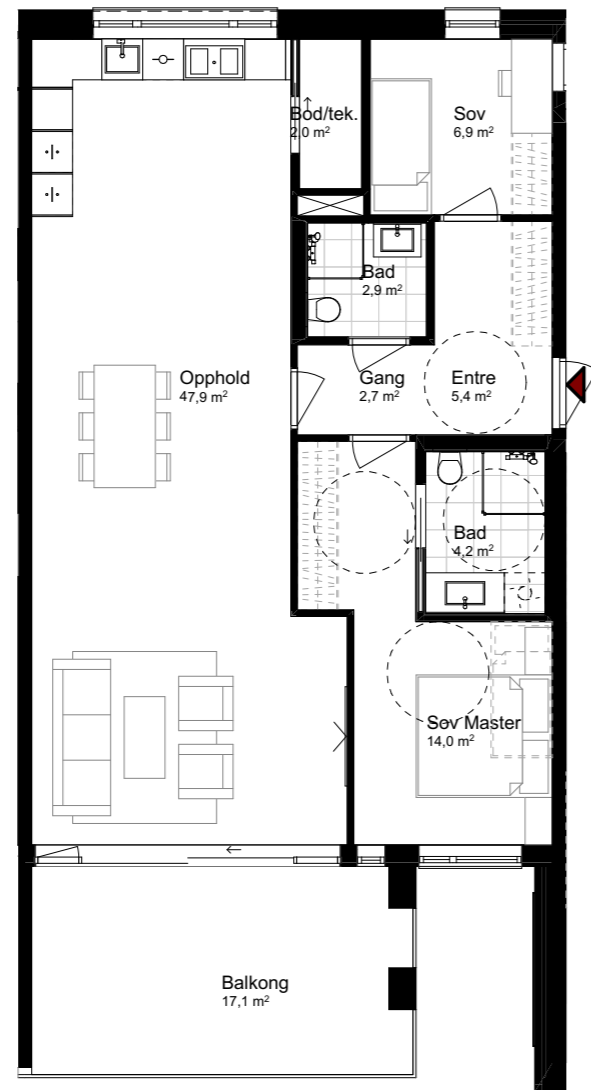 Bod/tek.
2,0 m²
Sov
6,9 m²
Bad
2,9 m²
Opphold
47,9 m²
Gang
2,7 m²
Entre
5,4 m²
Bad
4,2 m²
Sov Master
14,0 m²
Balkong
17,1 m²